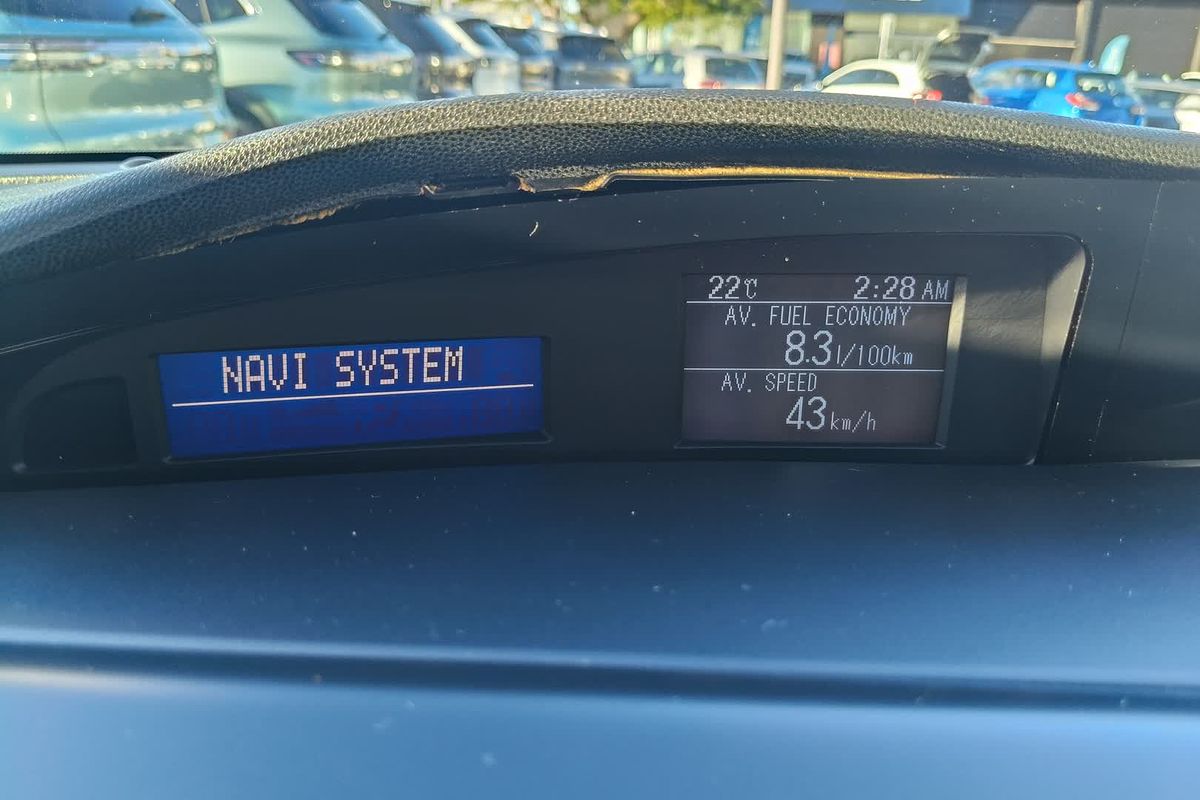 NAVI SYSTEM
22℃ 2:28 AM
AV. FUEL ECONOMY
8.3 l/100km
AV. SPEED
43 km/h